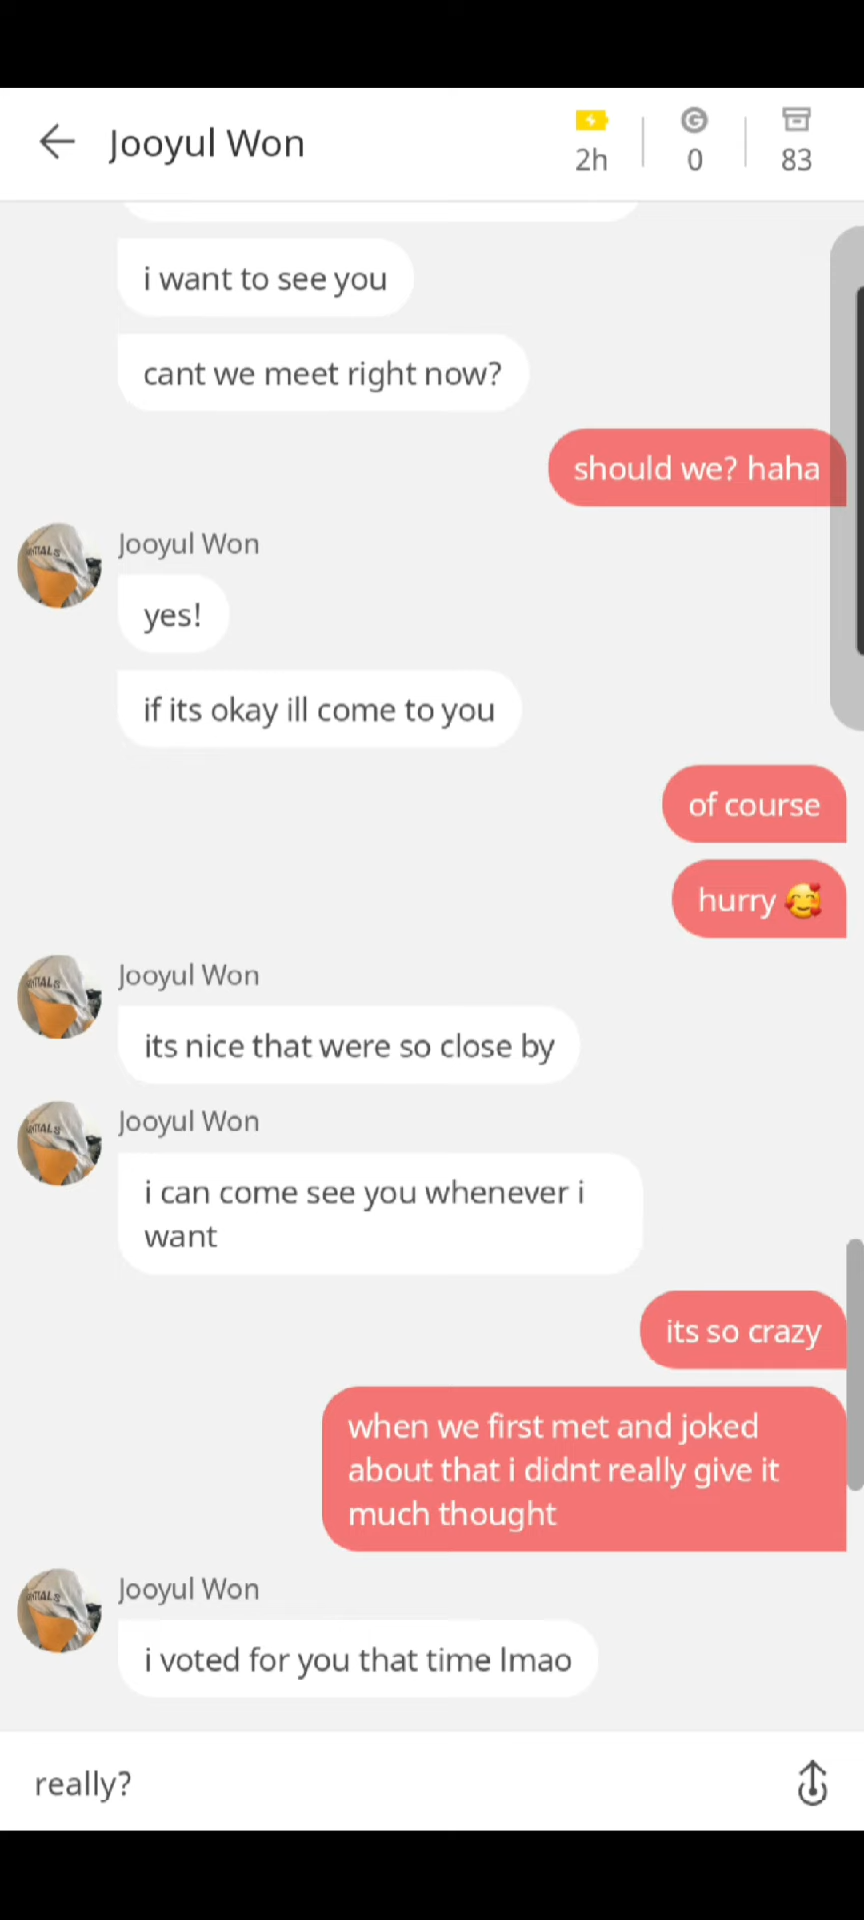 Jooyul Won
2h
0
83
i want to see you
cant we meet right now?
should we? haha
Jooyul Won
yes!
if its okay ill come to you
of course
hurry 🥰
Jooyul Won
its nice that were so close by
Jooyul Won
i can come see you whenever i
want
its so crazy
when we first met and joked
about that i didnt really give it
much thought
Jooyul Won
i voted for you that time lmao
really?